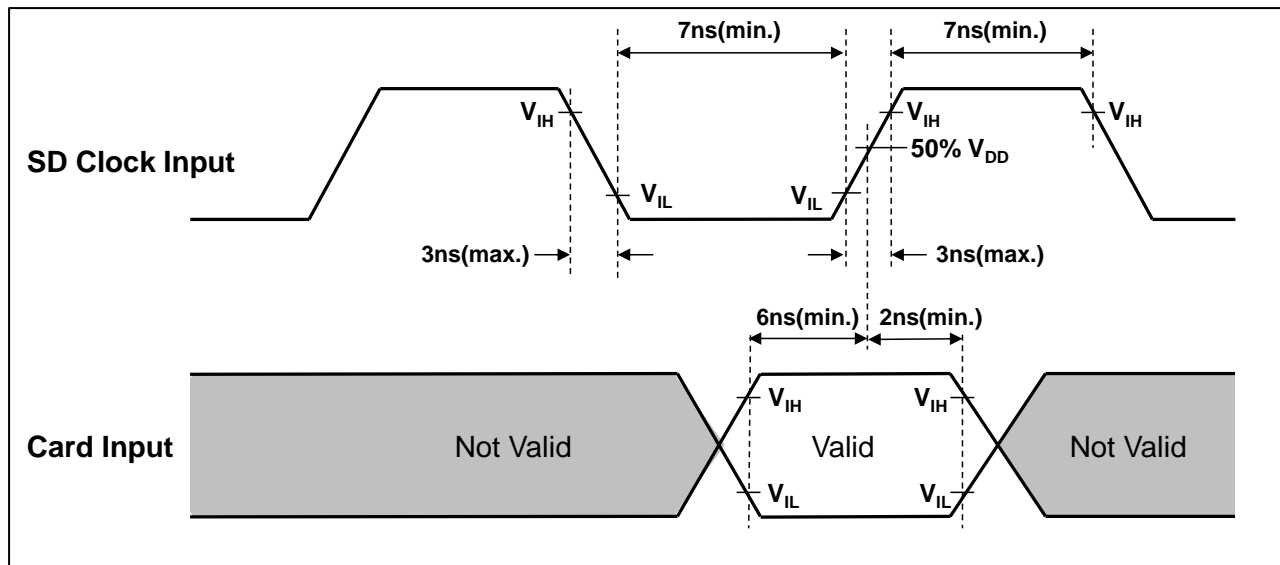 7ns(min.) 7ns(min.)
VIH VIH VIH
50% VDD
SD Clock Input
VIL VIL
3ns(max.) 3ns(max.)
6ns(min.) 2ns(min.)
VIH VIH
Card Input Not Valid Valid Not Valid
VIL VIL